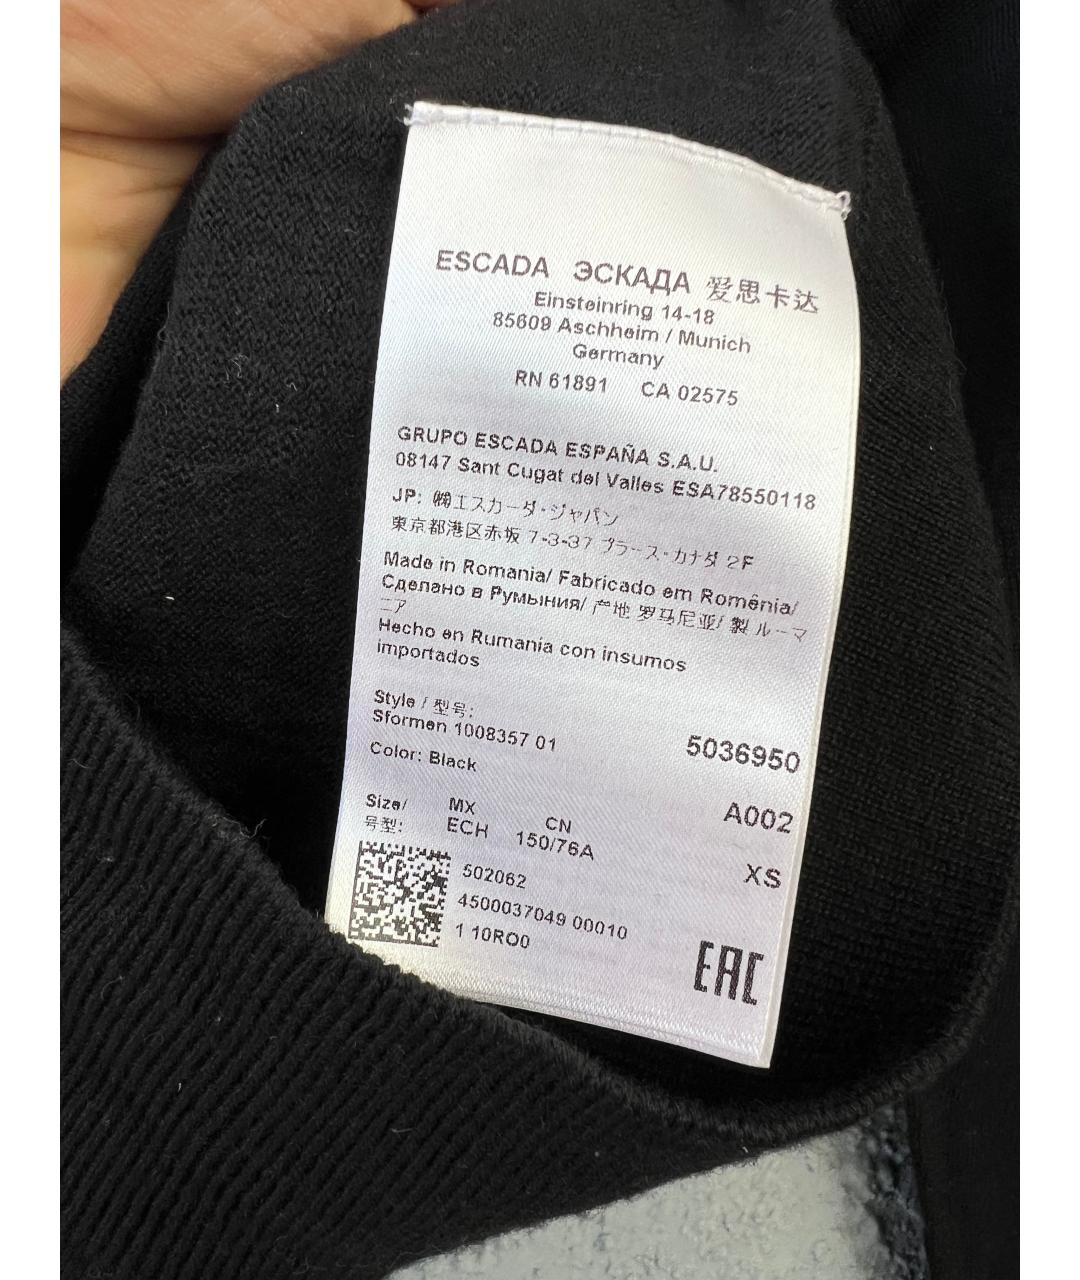 ESCADA ЭСКАДА 爱思卡达
Einsteinring 14-18
85609 Aschheim / Munich
Germany
RN 61891 CA 02575
GRUPO ESCADA ESPAÑA S.A.U.
08147 Sant Cugat del Valles ESA78550118
JP: ㈱エスカーダ・ジャパン
東京都港区赤坂 7-3-37 プラース・カナダ 2F
Made in Romania/ Fabricado em Romênia/
Сделано в Румыния/ 产地 罗马尼亚/ 製 ルーマ
ニア
Hecho en Rumania con insumos
importados
Style / 型号:
Sformen 1008357 01 5036950
Color: Black A002
Size/ MX CN
号型: ECH 150/76A XS
502062
4500037049 00010
1 10RO0
EAC